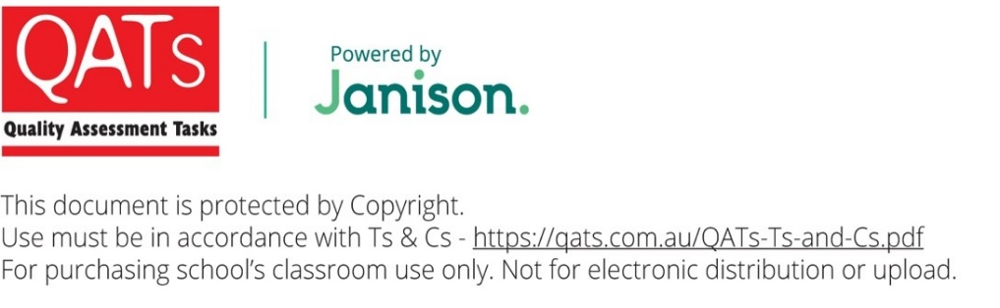 QATs
Quality Assessment Tasks
Powered by
Janison.
This document is protected by Copyright.
Use must be in accordance with Ts & Cs - https://qats.com.au/QATs-Ts-and-Cs.pdf
For purchasing school’s classroom use only. Not for electronic distribution or upload.